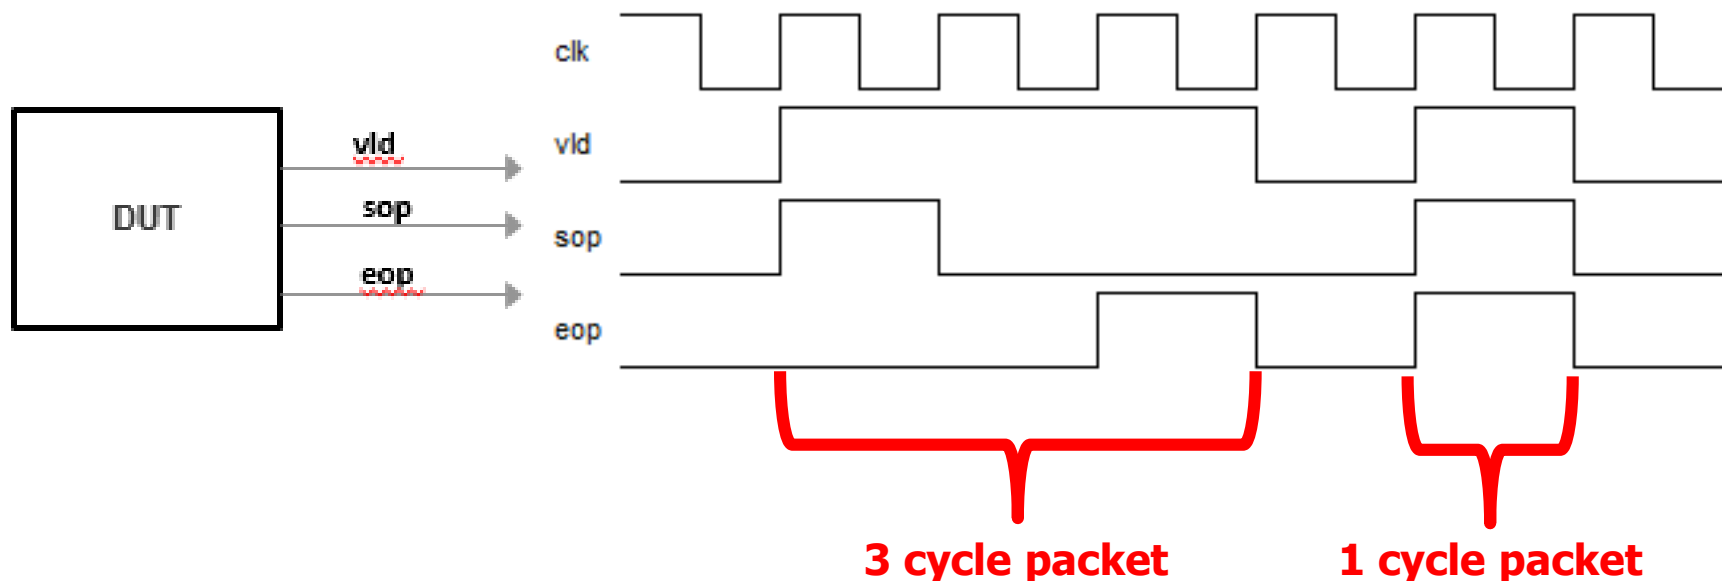 DUT
vld
sop
eop
clk
vld
sop
eop
3 cycle packet
1 cycle packet